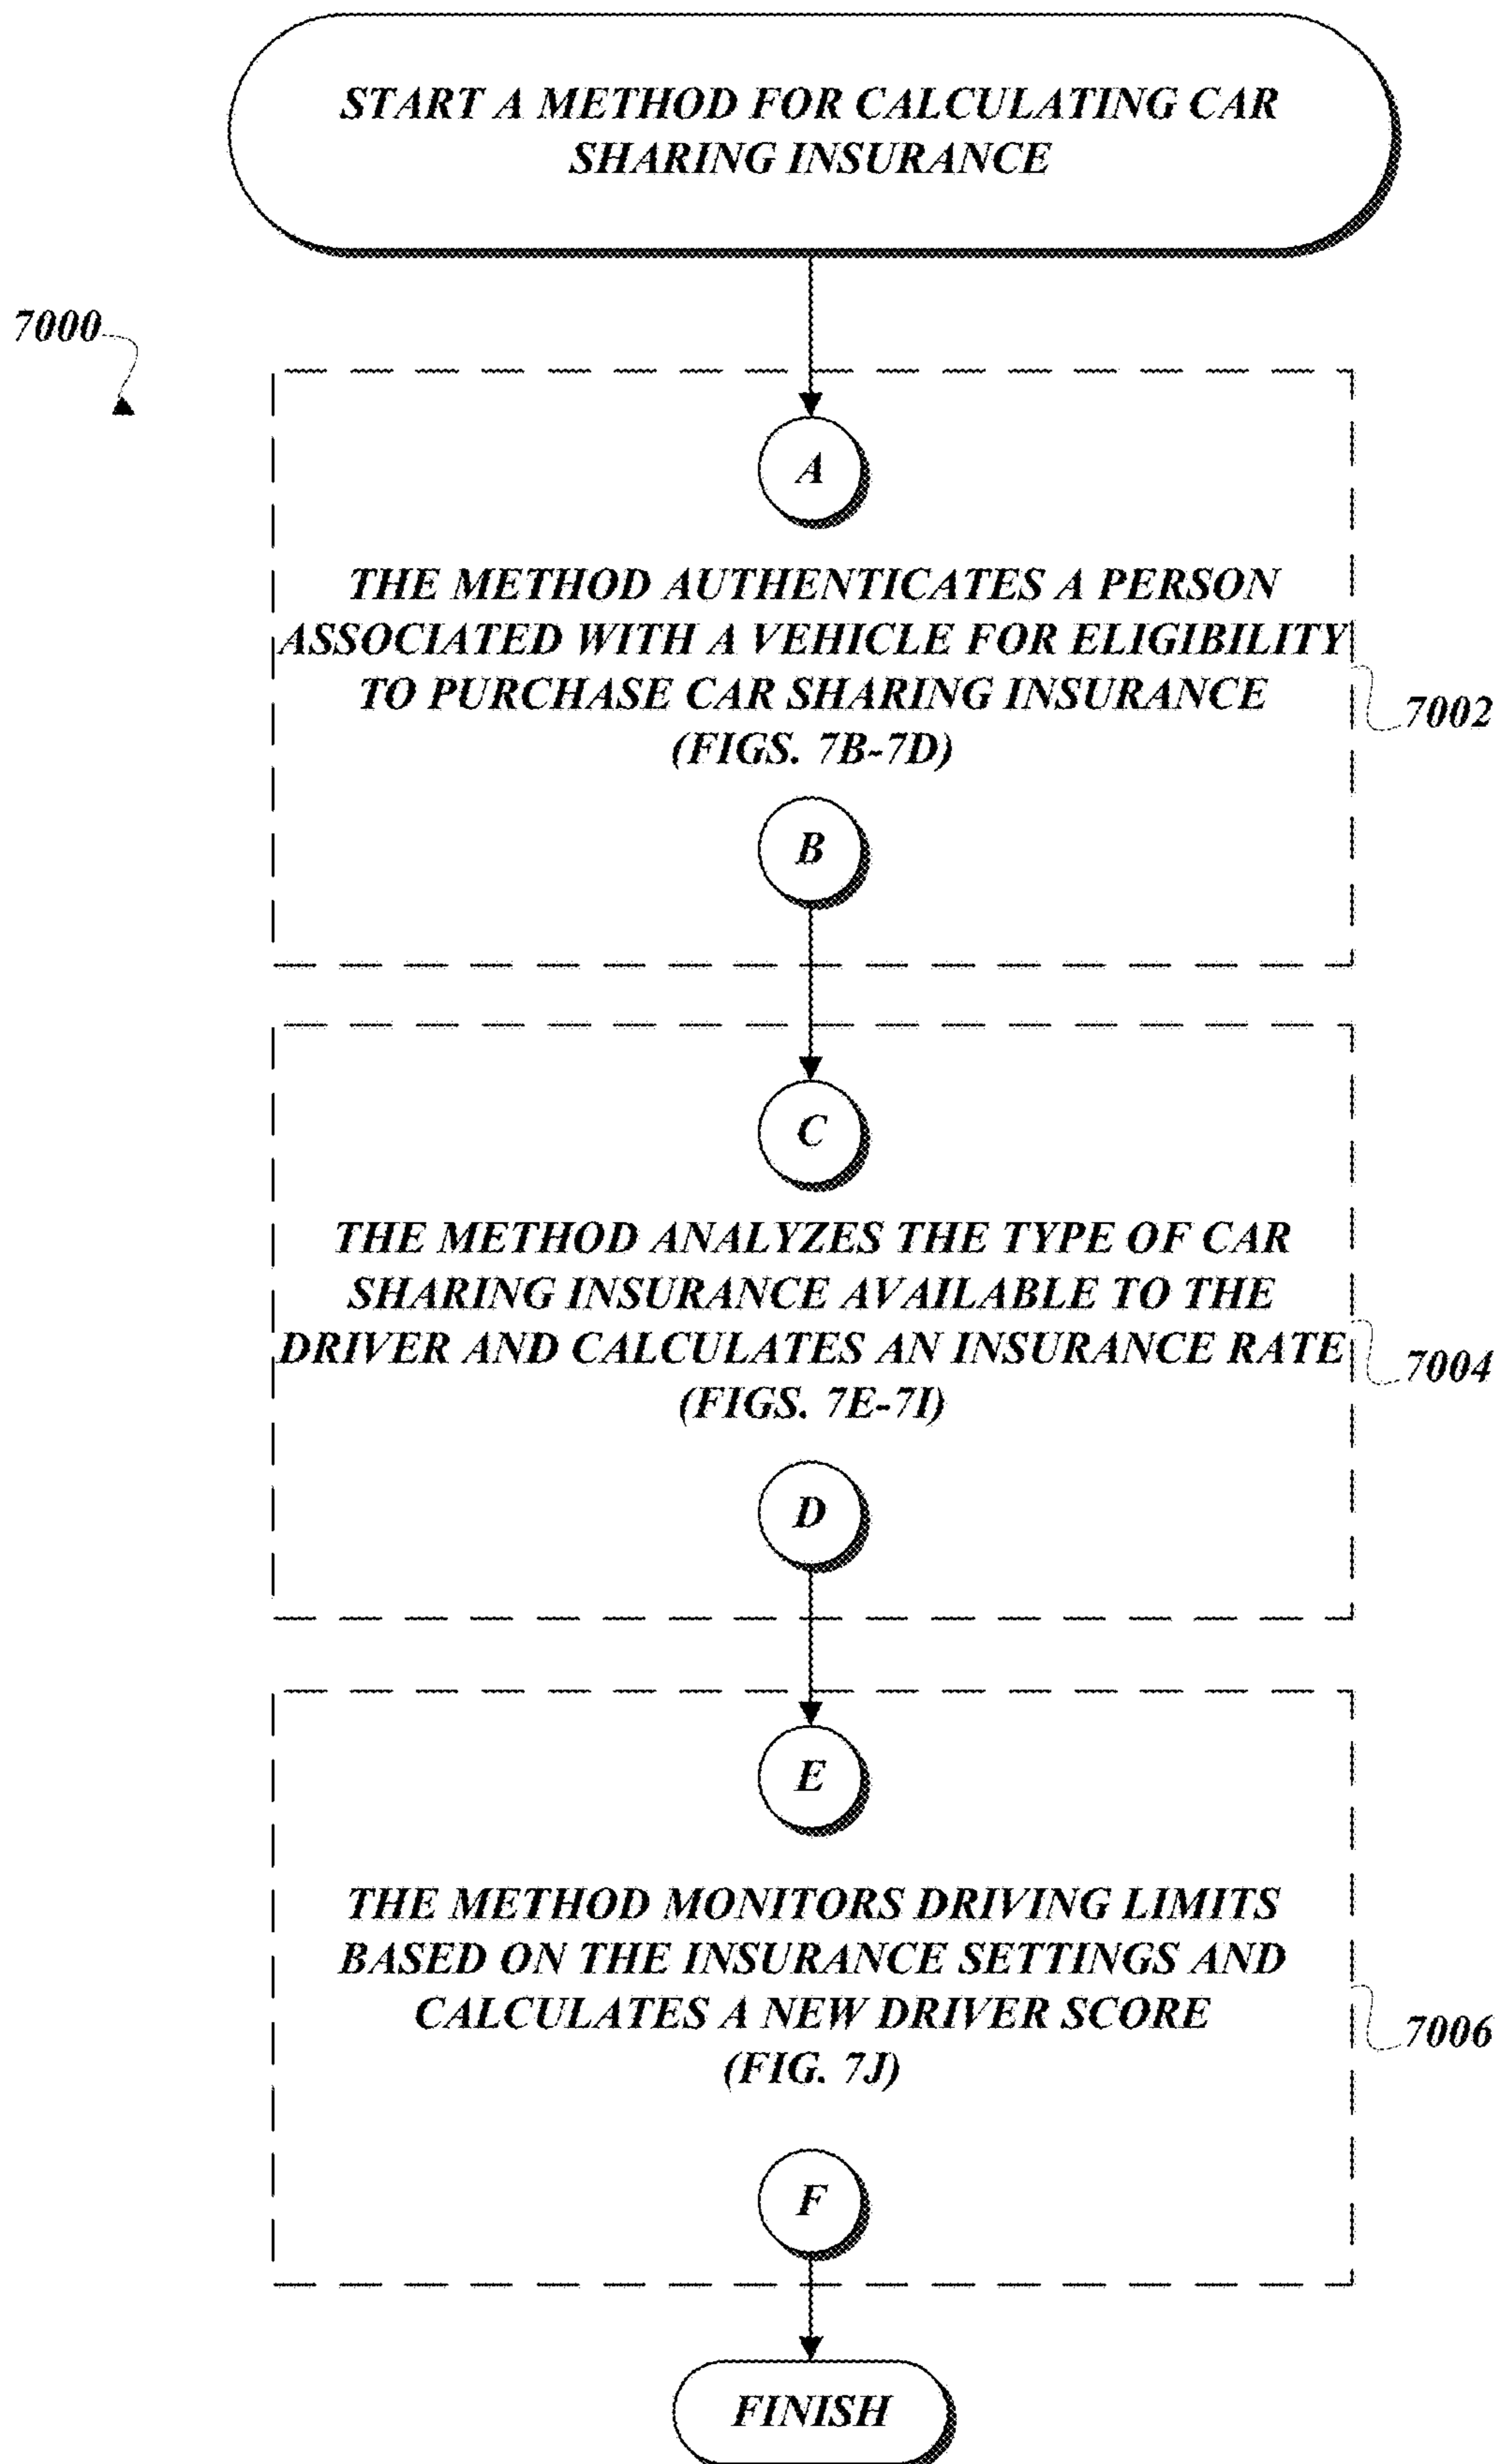 START A METHOD FOR CALCULATING CAR
SHARING INSURANCE
7000
A
THE METHOD AUTHENTICATES A PERSON
ASSOCIATED WITH A VEHICLE FOR ELIGIBILITY
TO PURCHASE CAR SHARING INSURANCE
(FIGS. 7B-7D)
7002
B
C
THE METHOD ANALYZES THE TYPE OF CAR
SHARING INSURANCE AVAILABLE TO THE
DRIVER AND CALCULATES AN INSURANCE RATE
(FIGS. 7E-7I)
7004
D
E
THE METHOD MONITORS DRIVING LIMITS
BASED ON THE INSURANCE SETTINGS AND
CALCULATES A NEW DRIVER SCORE
(FIG. 7J)
7006
F
FINISH